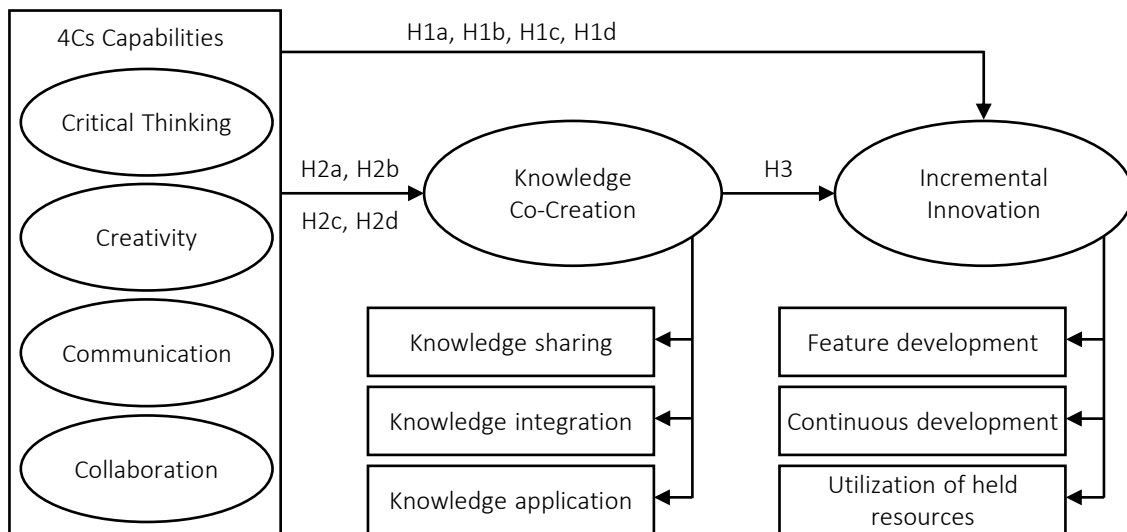 4Cs Capabilities
Critical Thinking
Creativity
Communication
Collaboration
H1a, H1b, H1c, H1d
H2a, H2b
H2c, H2d
Knowledge
Co-Creation
H3
Incremental
Innovation
Knowledge sharing
Knowledge integration
Knowledge application
Feature development
Continuous development
Utilization of held
resources